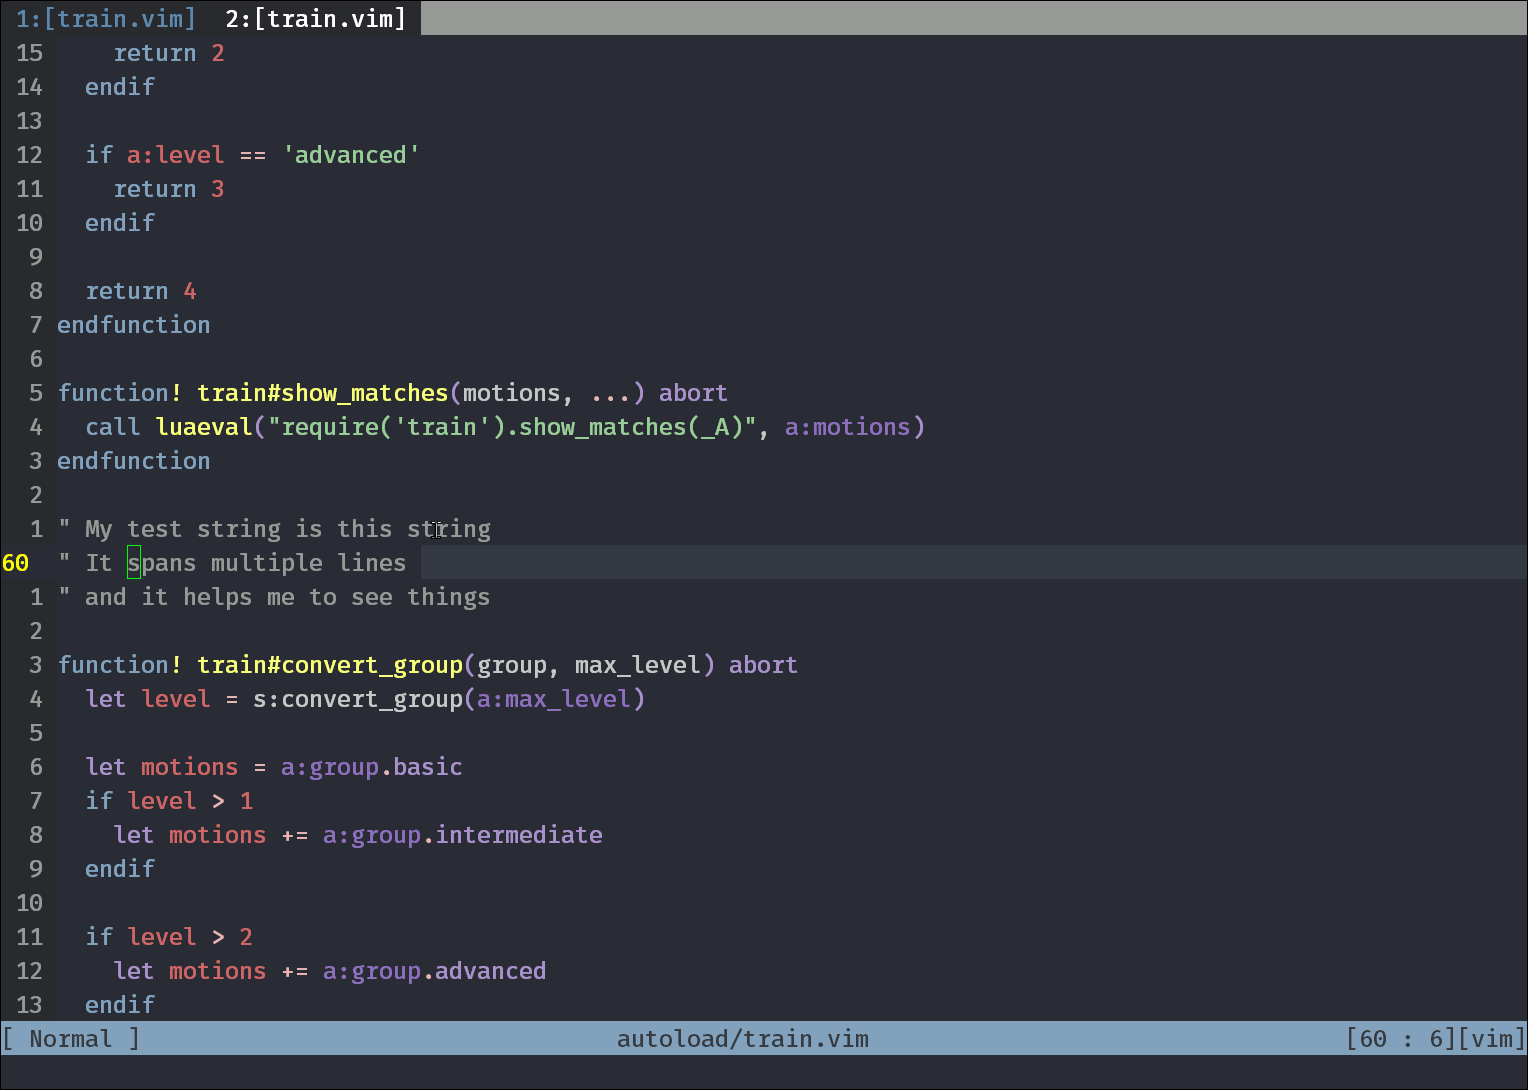 1:[train.vim]  2:[train.vim]
15     return 2
14   endif
13
12   if a:level == 'advanced'
11     return 3
10   endif
9
8   return 4
7 endfunction
6
5 function! train#show_matches(motions, ...) abort
4   call luaeval("require('train').show_matches(_A)", a:motions)
3 endfunction
2
1 " My test string is this string
60 " It spans multiple lines
1 " and it helps me to see things
2
3 function! train#convert_group(group, max_level) abort
4   let level = s:convert_group(a:max_level)
5
6   let motions = a:group.basic
7   if level > 1
8     let motions += a:group.intermediate
9   endif
10
11   if level > 2
12     let motions += a:group.advanced
13   endif
[ Normal ]  autoload/train.vim  [60 : 6][vim]